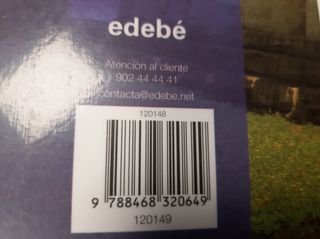 edebé
Atención al cliente
902 44 44 41
contacta@edebe.net
120148
9 788468 320649
120149